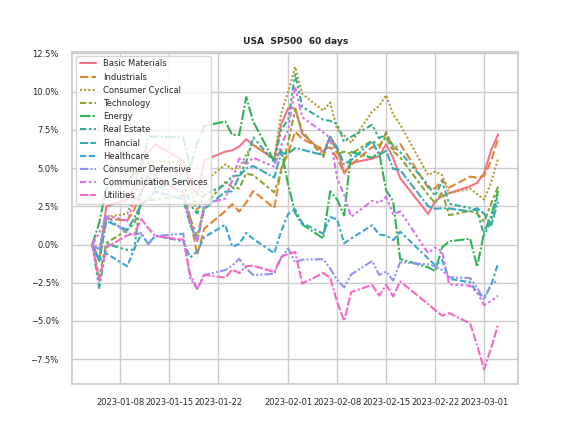 USA SP500 60 days
12.5%
10.0%
7.5%
5.0%
2.5%
0.0%
−2.5%
−5.0%
−7.5%
Basic Materials
Industrials
Consumer Cyclical
Technology
Energy
Real Estate
Financial
Healthcare
Consumer Defensive
Communication Services
Utilities
2023-01-08 2023-01-15 2023-01-22 2023-02-01 2023-02-08 2023-02-15 2023-02-22 2023-03-01